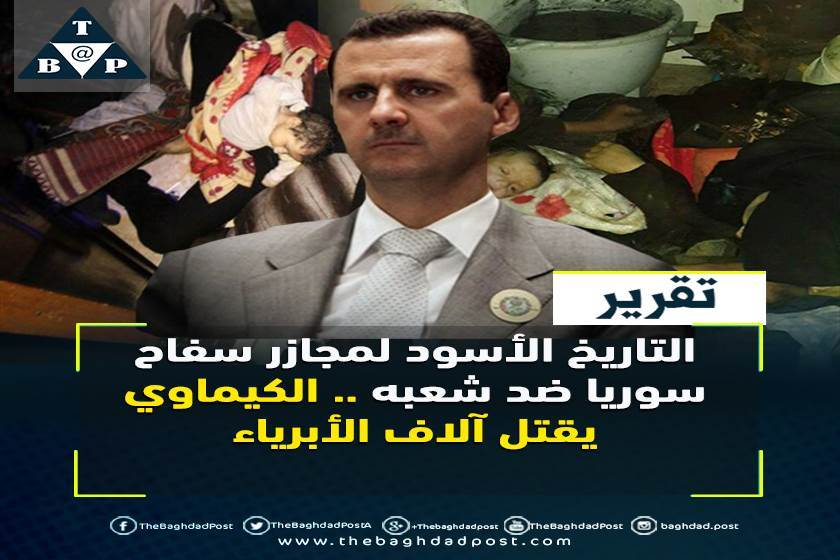 T
B @ P
تقرير
التاريخ الأسود لمجازر سفاح
سوريا ضد شعبه .. الكيماوي
يقتل آلاف الأبرياء
TheBaghdadPost TheBaghdadPostA +Thebaghdadpost TheBaghdadPost baghdad.post
www.thebaghdadpost.com